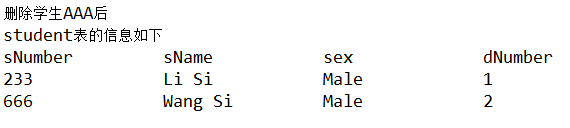 删除学生AAA后
student表的信息如下
sNumber sName sex dNumber
233 Li Si Male 1
666 Wang Si Male 2